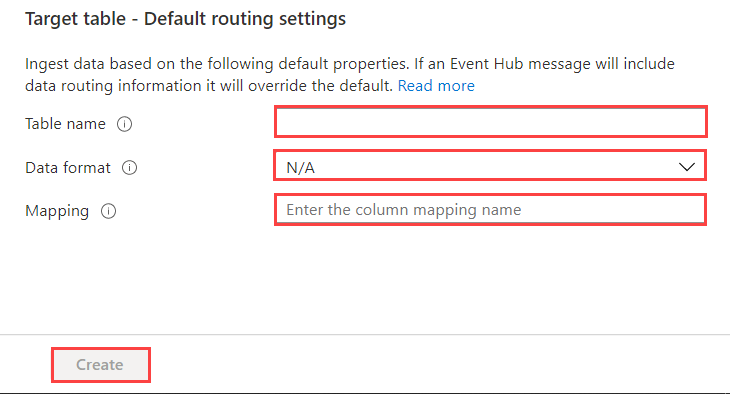 Target table - Default routing settings
Ingest data based on the following default properties. If an Event Hub message will include
data routing information it will override the default. Read more
Table name
Data format
N/A
Mapping
Enter the column mapping name
Create